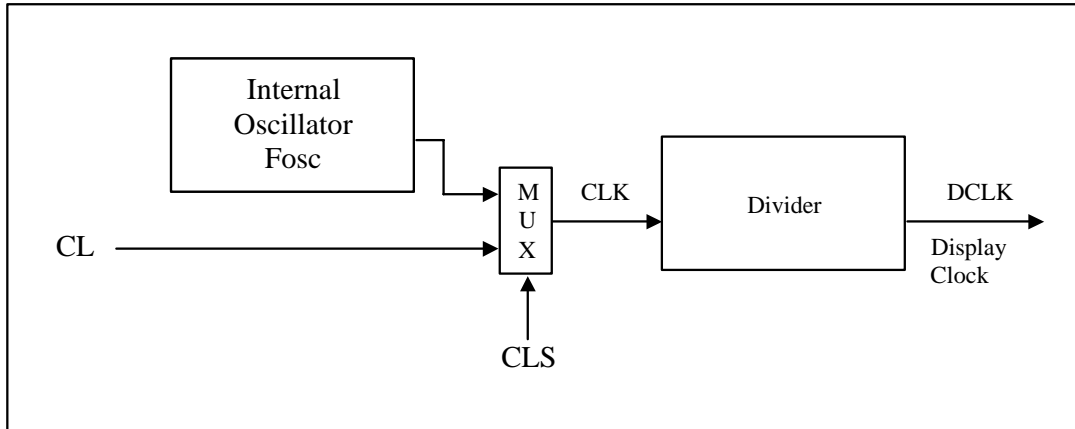 Internal
Oscillator
Fosc
M
U
X
CLK
Divider
DCLK
CL
Display
Clock
CLS